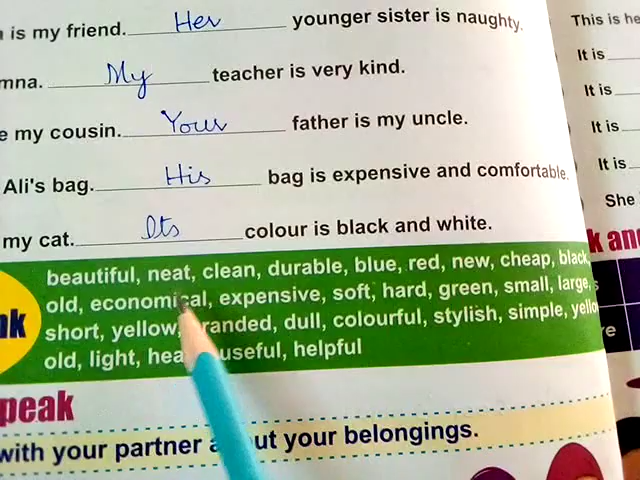 is my friend. Her younger sister is naughty.
mna. My teacher is very kind.
my cousin. Your father is my uncle.
Ali's bag. His bag is expensive and comfortable.
my cat. Its colour is black and white.
beautiful, neat, clean, durable, blue, red, new, cheap, black
old, economical, expensive, soft, hard, green, small, large,
short, yellow, branded, dull, colourful, stylish, simple, yello
old, light, hea useful, helpful
peak
with your partner your belongings.
This is he
It is
It is
It is
It is
She
k and